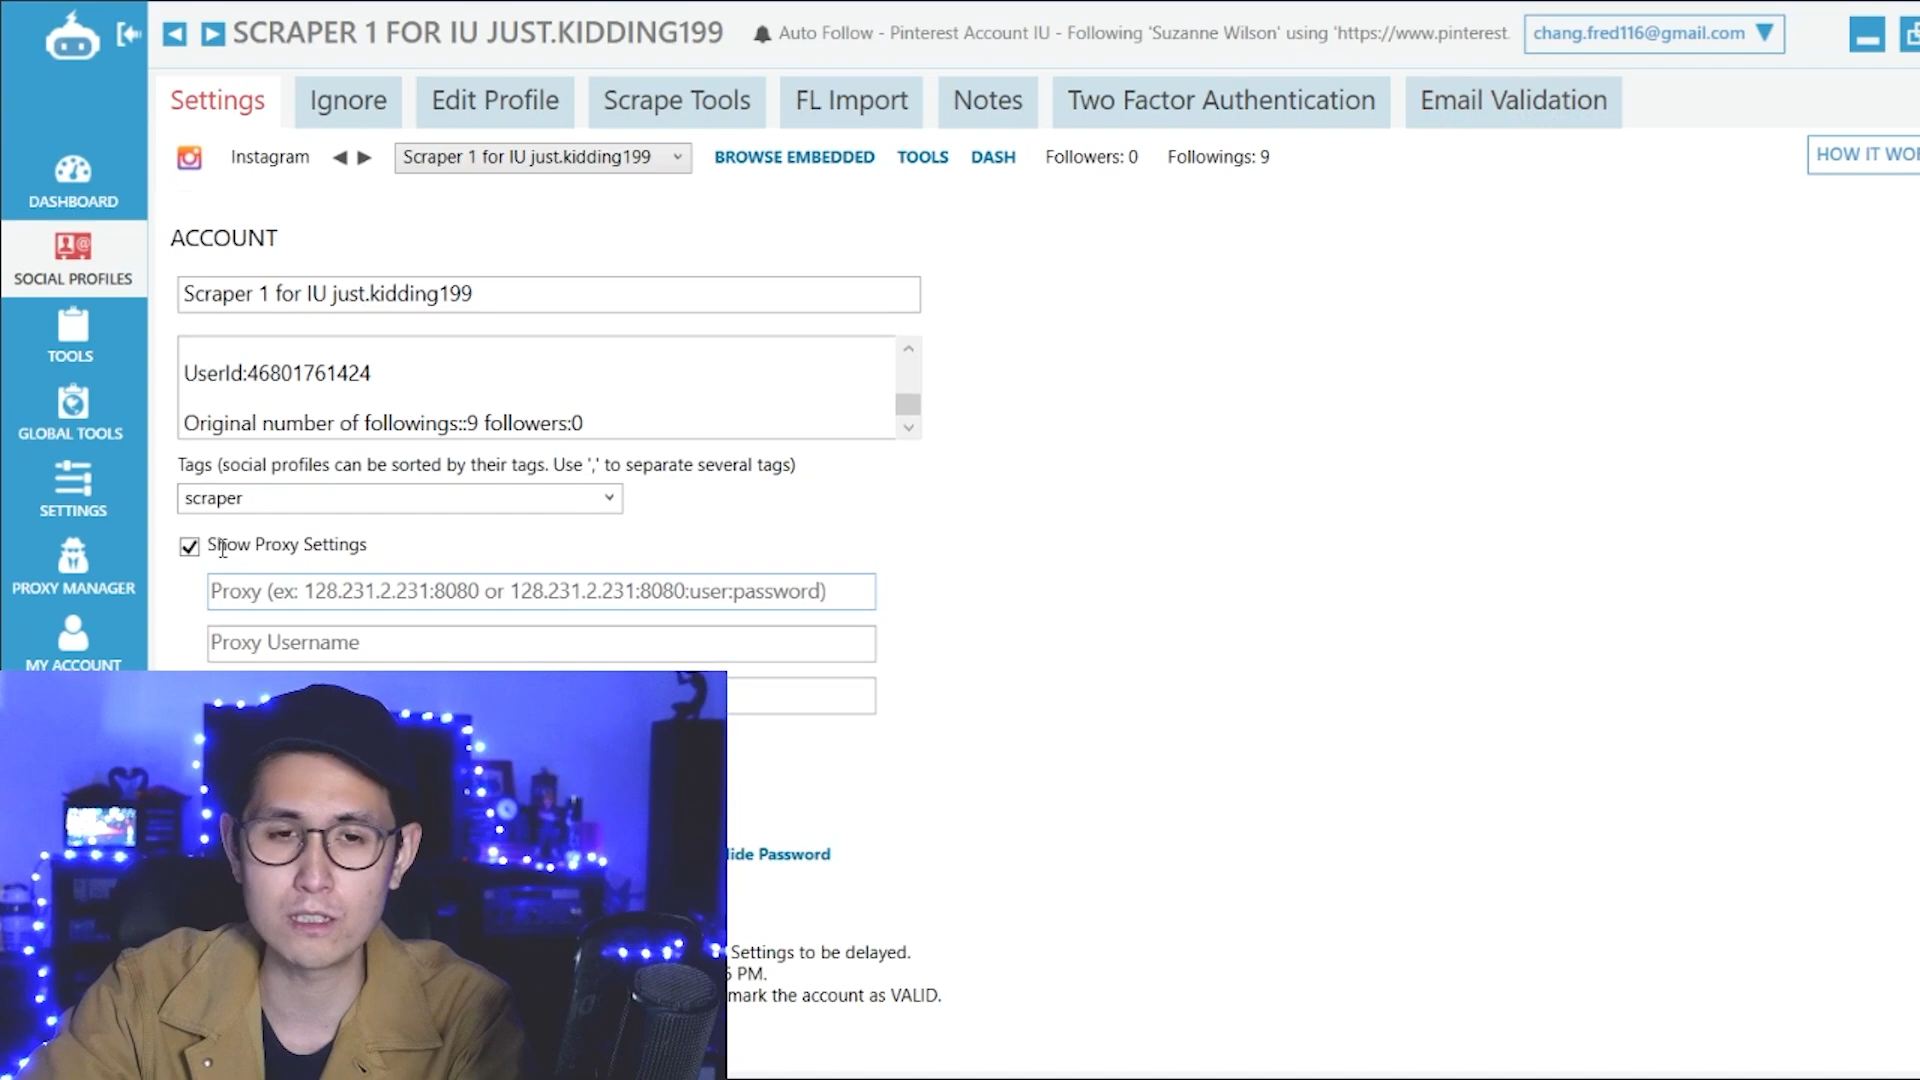 SCRAPER 1 FOR IU JUST.KIDDING199
Auto Follow - Pinterest Account IU - Following 'Suzanne Wilson' using 'https://www.pinterest.
chang.fred116@gmail.com
Settings
Ignore
Edit Profile
Scrape Tools
FL Import
Notes
Two Factor Authentication
Email Validation
Instagram
Scraper 1 for IU just.kidding199
BROWSE EMBEDDED
TOOLS
DASH
Followers: 0
Followings: 9
HOW IT WO
DASHBOARD
SOCIAL PROFILES
TOOLS
GLOBAL TOOLS
SETTINGS
PROXY MANAGER
MY ACCOUNT
ACCOUNT
Scraper 1 for IU just.kidding199
UserId:46801761424
Original number of followings::9 followers:0
Tags (social profiles can be sorted by their tags. Use ',' to separate several tags)
scraper
Show Proxy Settings
Proxy (ex: 128.231.2.231:8080 or 128.231.2.231:8080:user:password)
Proxy Username
ide Password
Settings to be delayed.
PM.
mark the account as VALID.